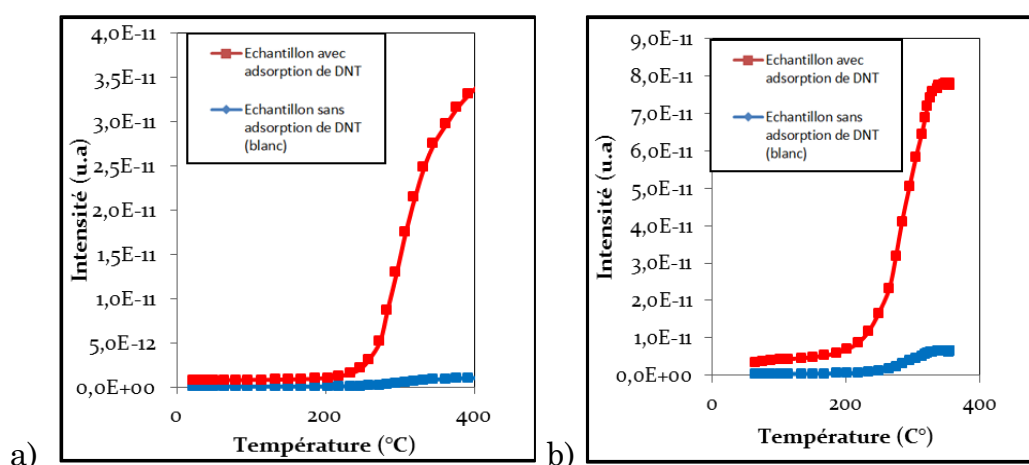 4,0E-11
3,5E-11
3,0E-11
2,5E-11
2,0E-11
1,5E-11
1,0E-11
5,0E-12
0,0E+00
Intensité (u.a)
Echantillon avec
adsorption de DNT
Echantillon sans
adsorption de DNT
(blanc)
0
200
400
Température (°C)
a)
9,0E-11
8,0E-11
7,0E-11
6,0E-11
5,0E-11
4,0E-11
3,0E-11
2,0E-11
1,0E-11
0,0E+00
Intensité (u.a)
Echantillon avec
adsorption de DNT
Echantillon sans
adsorption de DNT
(blanc)
0
200
400
Température (C°)
b)